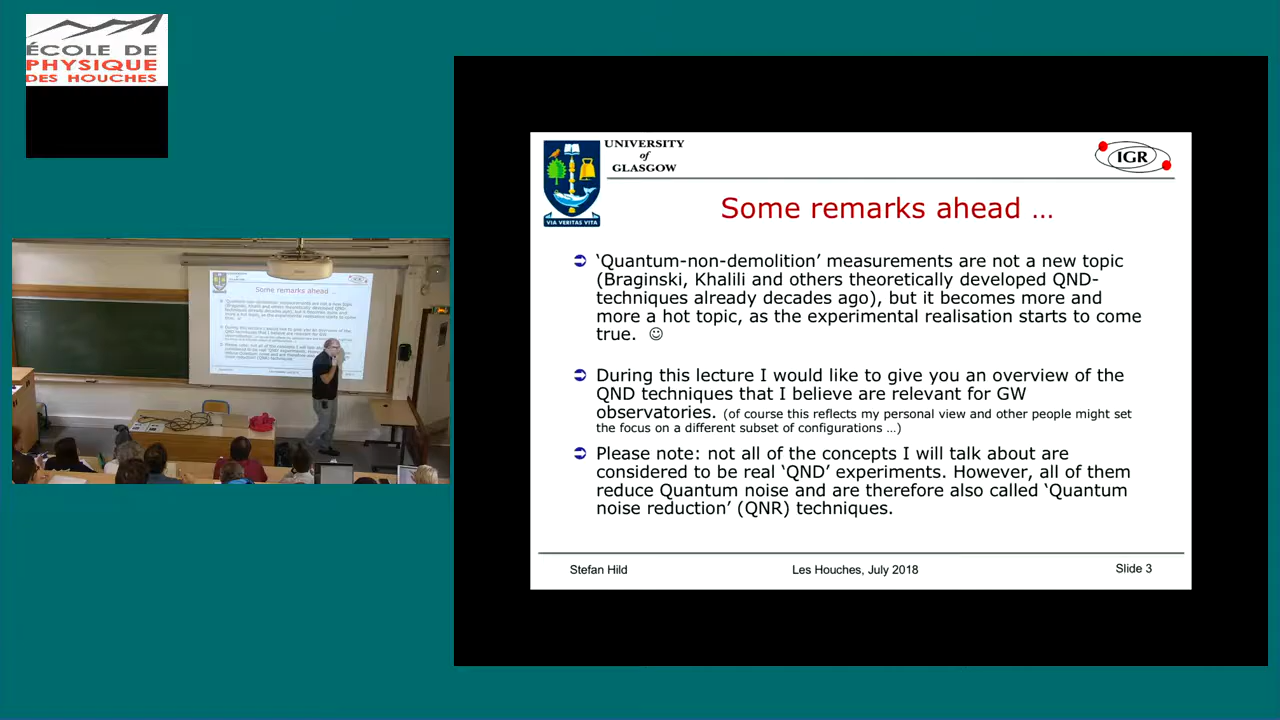 ÉCOLE DE
PHYSIQUE
DES HOUCHES
UNIVERSITY
of
GLASGOW
VIA VERITAS VITA
IGR
Some remarks ahead …
‘Quantum-non-demolition’ measurements are not a new topic
(Braginski, Khalili and others theoretically developed QND-
techniques already decades ago), but it becomes more and
more a hot topic, as the experimental realisation starts to come
true. ☺
During this lecture I would like to give you an overview of the
QND techniques that I believe are relevant for GW
observatories. (of course this reflects my personal view and other people might set
the focus on a different subset of configurations …)
Please note: not all of the concepts I will talk about are
considered to be real ‘QND’ experiments. However, all of them
reduce Quantum noise and are therefore also called ‘Quantum
noise reduction’ (QNR) techniques.
Stefan Hild
Les Houches, July 2018
Slide 3
Some remarks ahead ...